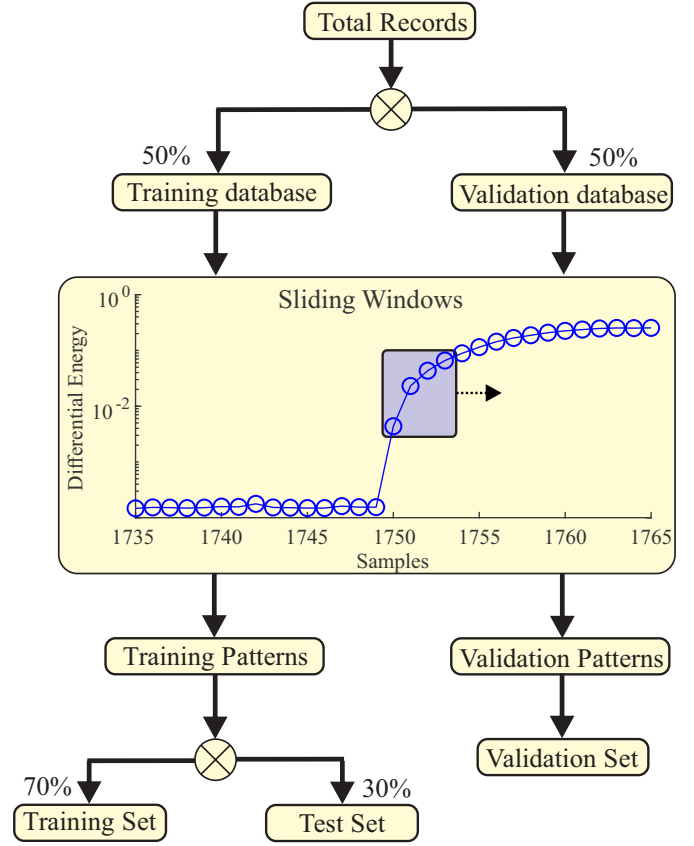 Total Records
50%
50%
Training database
Validation database
Sliding Windows
10^0
10^-2
Differential Energy
1735
1740
1745
1750
1755
1760
1765
Samples
Training Patterns
Validation Patterns
70%
30%
Validation Set
Training Set
Test Set